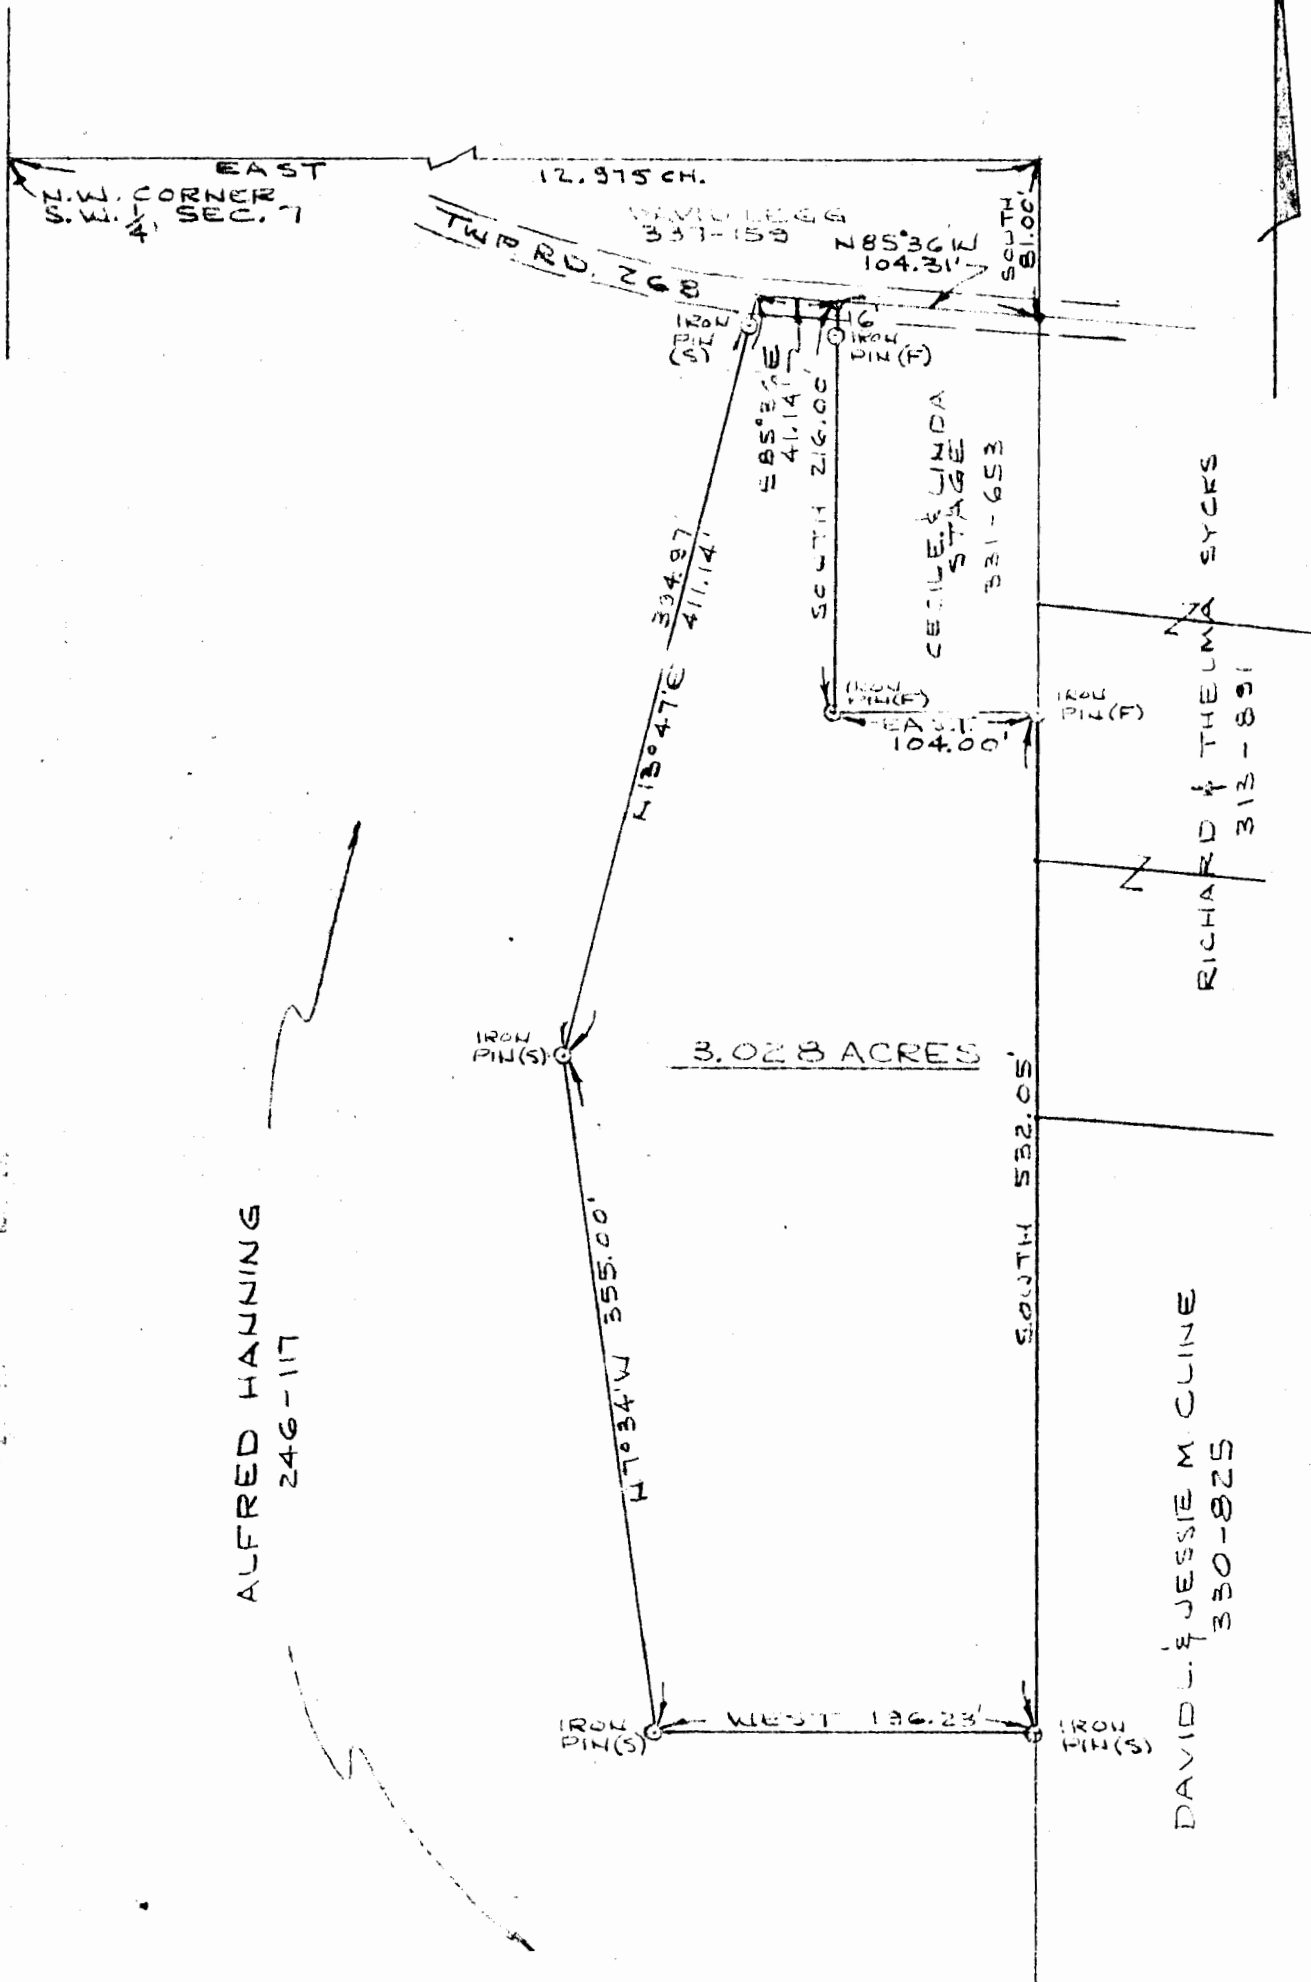 EAST
12.975 CH.
N.W. CORNER
S.W. 1/4, SEC. 7
DAVID LEGG
337-159
TWP RD. 268
N85°36'W
104.31'
SOUTH
81.00'
IRON
PIN
(S)
16'
IRON
PIN (F)
S85°36'E
41.14'
SOUTH 216.00'
CECIL E. & LINDA
STAGE
331-653
N13°47'E
411.14'
IRON
PIN(F)
EAST
104.00'
IRON
PIN(F)
RICHARD & THELMA SYCKS
313-891
IRON
PIN(S)
3.028 ACRES
SOUTH 532.05'
N7°34'W 355.00'
ALFRED HANNING
246-117
DAVID L. & JESSIE M. CLINE
330-825
IRON
PIN(S)
WEST 196.23'
IRON
PIN(S)